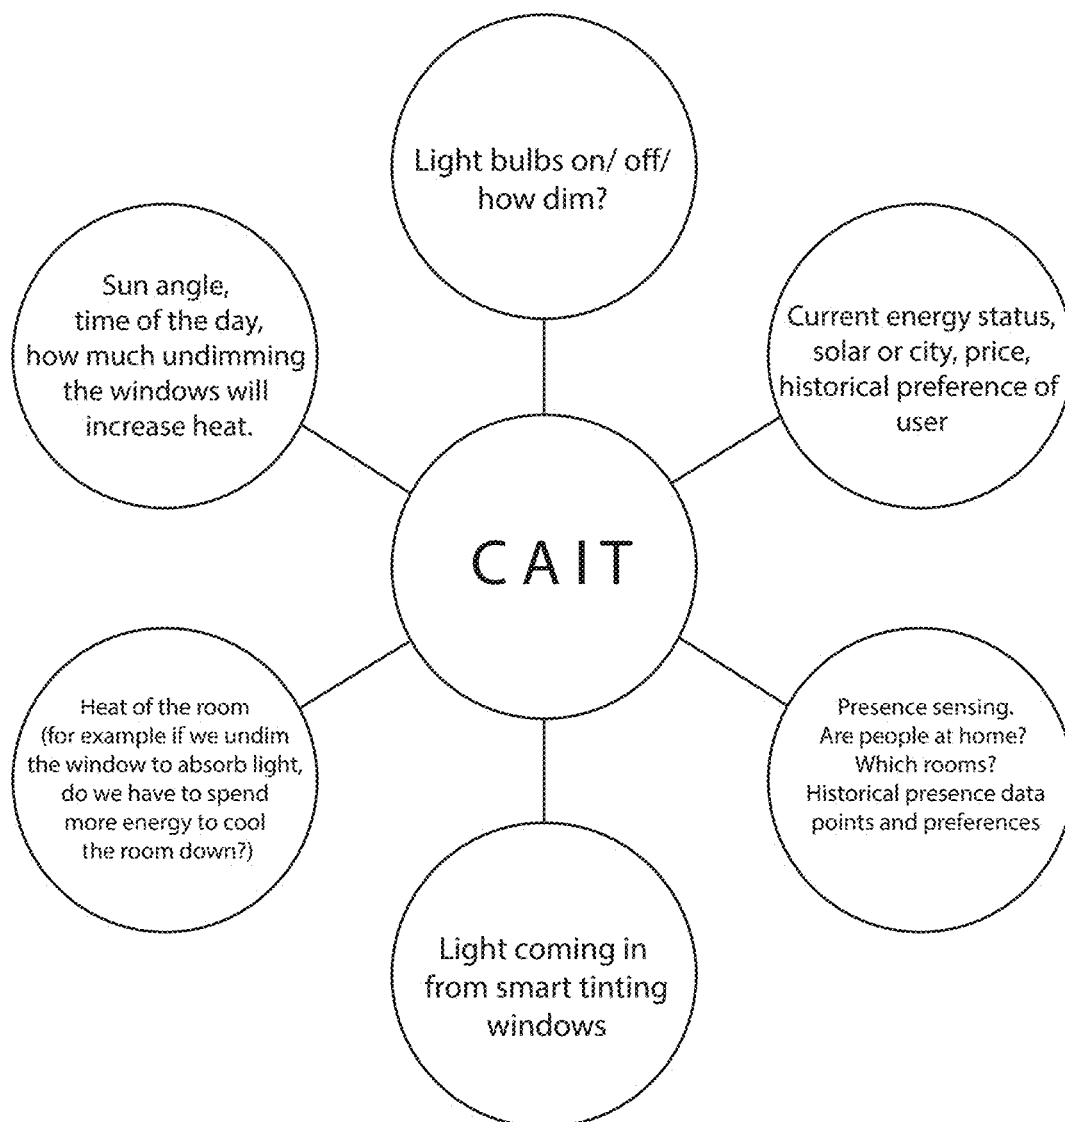 Light bulbs on/ off/
how dim?
Sun angle,
time of the day,
how much undimming
the windows will
increase heat.
Current energy status,
solar or city, price,
historical preference of
user
CAIT
Heat of the room
(for example if we undim
the window to absorb light,
do we have to spend
more energy to cool
the room down?)
Presence sensing.
Are people at home?
Which rooms?
Historical presence data
points and preferences
Light coming in
from smart tinting
windows